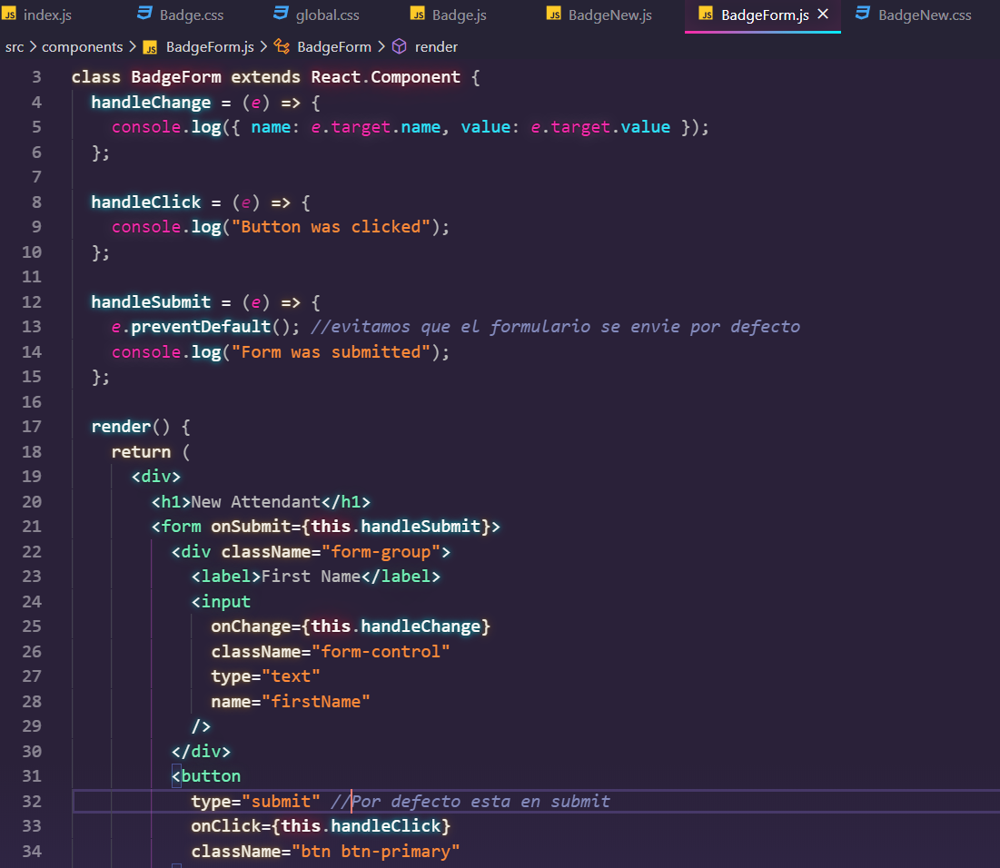 JS index.js Badge.css global.css JS Badge.js JS BadgeNew.js JS BadgeForm.js × BadgeNew.css
src > components > JS BadgeForm.js > BadgeForm > render
3 class BadgeForm extends React.Component {
4 handleChange = (e) => {
5 console.log({ name: e.target.name, value: e.target.value });
6 };
7
8 handleClick = (e) => {
9 console.log("Button was clicked");
10 };
11
12 handleSubmit = (e) => {
13 e.preventDefault(); //evitamos que el formulario se envie por defecto
14 console.log("Form was submitted");
15 };
16
17 render() {
18 return (
19 <div>
20 <h1>New Attendant</h1>
21 <form onSubmit={this.handleSubmit}>
22 <div className="form-group">
23 <label>First Name</label>
24 <input
25 onChange={this.handleChange}
26 className="form-control"
27 type="text"
28 name="firstName"
29 />
30 </div>
31 <button
32 type="submit" //Por defecto esta en submit
33 onClick={this.handleClick}
34 className="btn btn-primary"